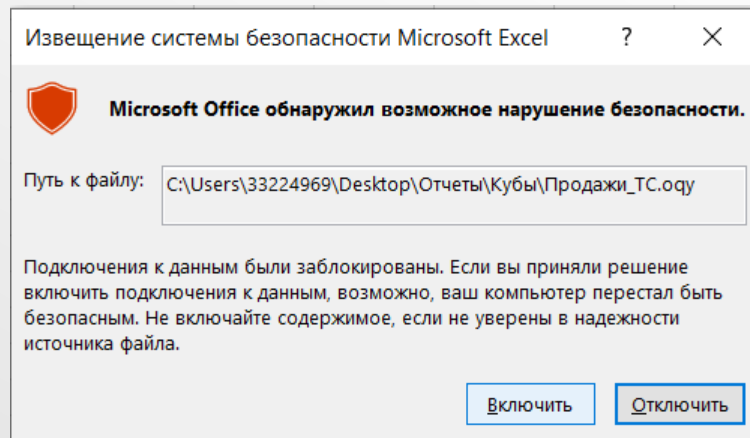 Извещение системы безопасности Microsoft Excel ?
Microsoft Office обнаружил возможное нарушение безопасности.
Путь к файлу: C:\Users\33224969\Desktop\Отчеты\Кубы\Продажи_ТС.oqy
Подключения к данным были заблокированы. Если вы приняли решение
включить подключения к данным, возможно, ваш компьютер перестал быть
безопасным. Не включайте содержимое, если не уверены в надежности
источника файла.
Включить Отключить